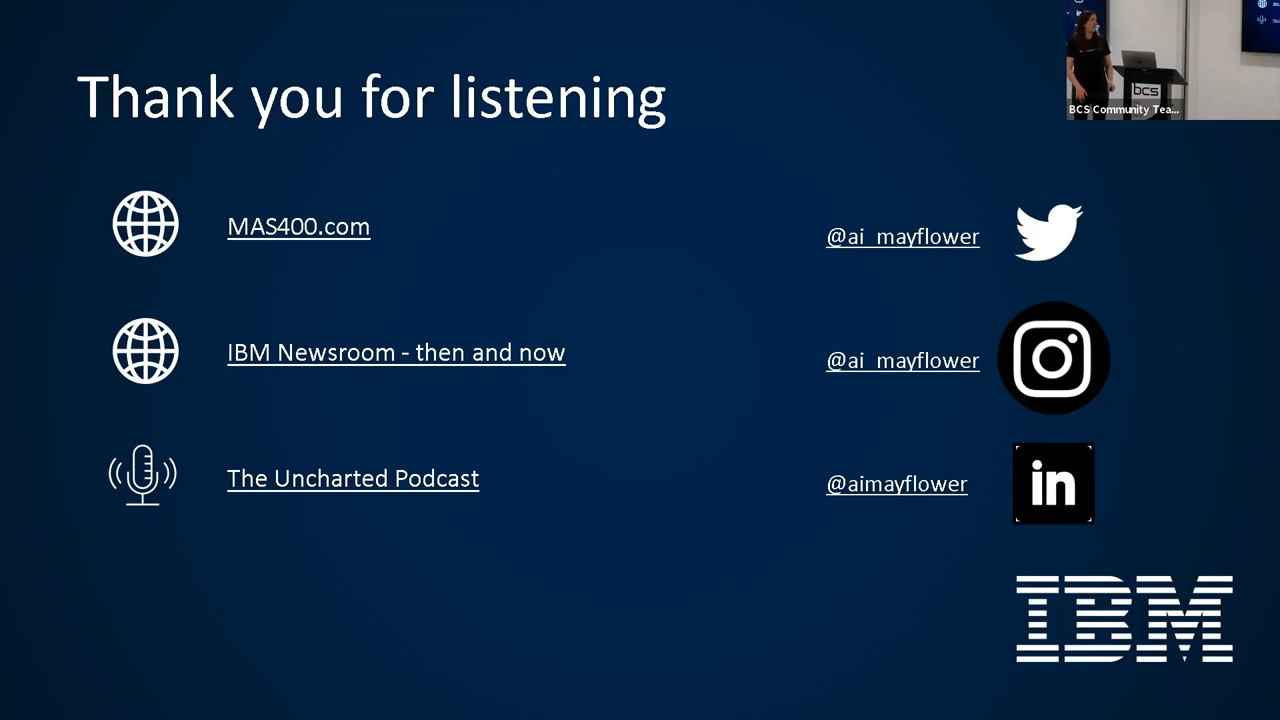 Thank you for listening
bcs
BCS Community Tea...
MAS400.com
@ai_mayflower
IBM Newsroom - then and now
@ai_mayflower
The Uncharted Podcast
@aimayflower
in
IBM